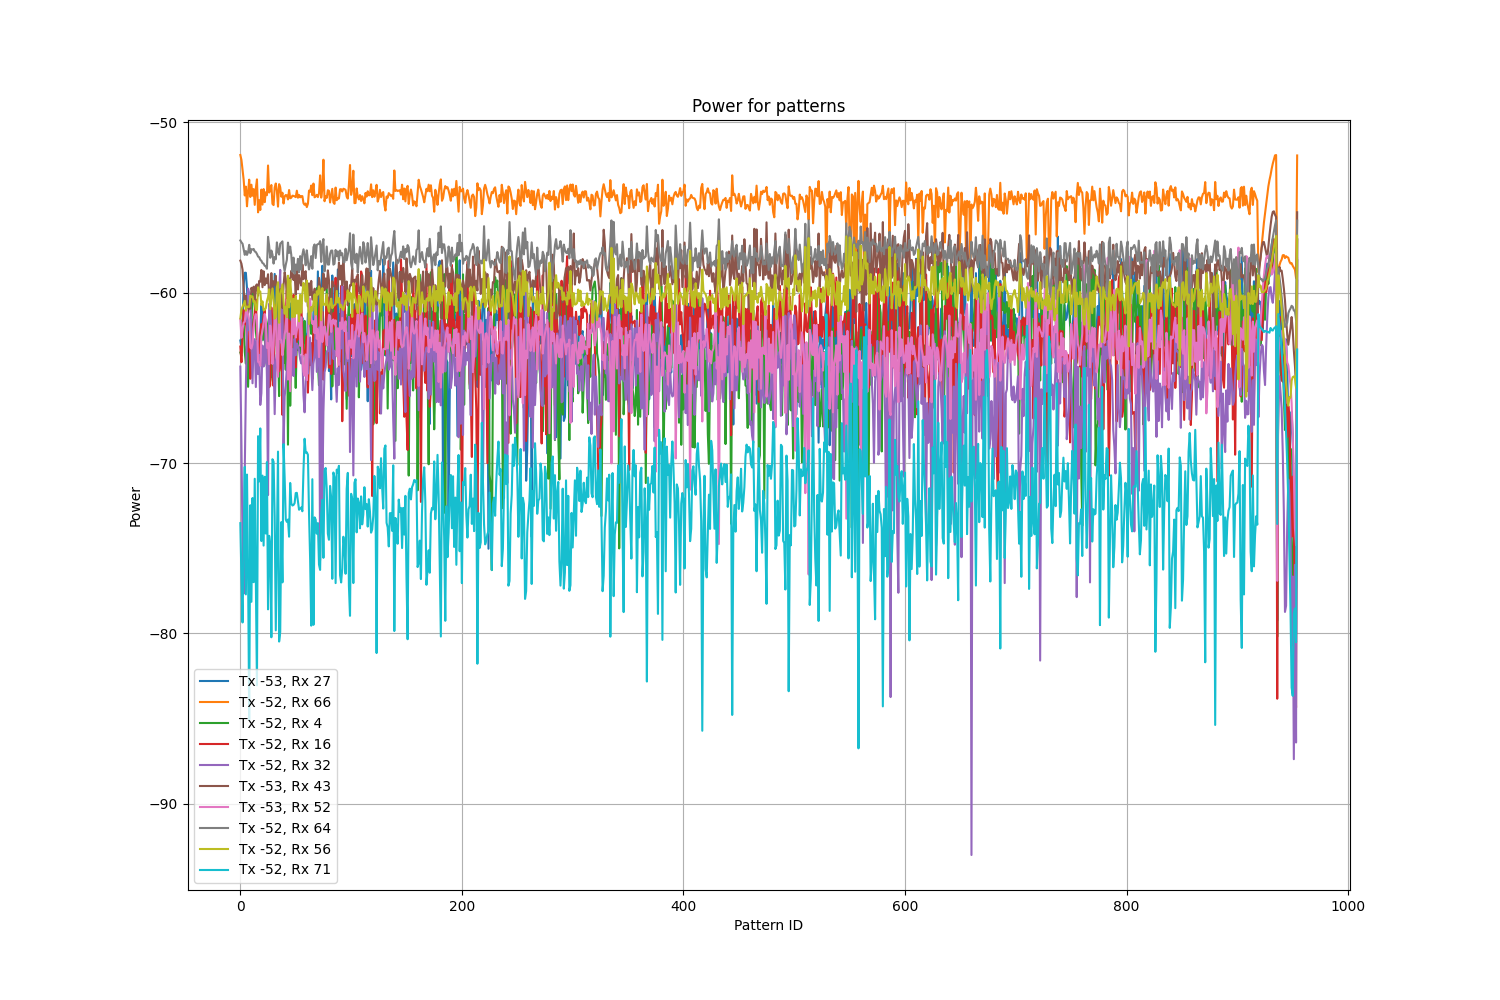 Power for patterns
−50
−60
−70
−80
−90
Power
Tx -53, Rx 27
Tx -52, Rx 66
Tx -52, Rx 4
Tx -52, Rx 16
Tx -52, Rx 32
Tx -53, Rx 43
Tx -53, Rx 52
Tx -52, Rx 64
Tx -52, Rx 56
Tx -52, Rx 71
0 200 400 600 800 1000
Pattern ID